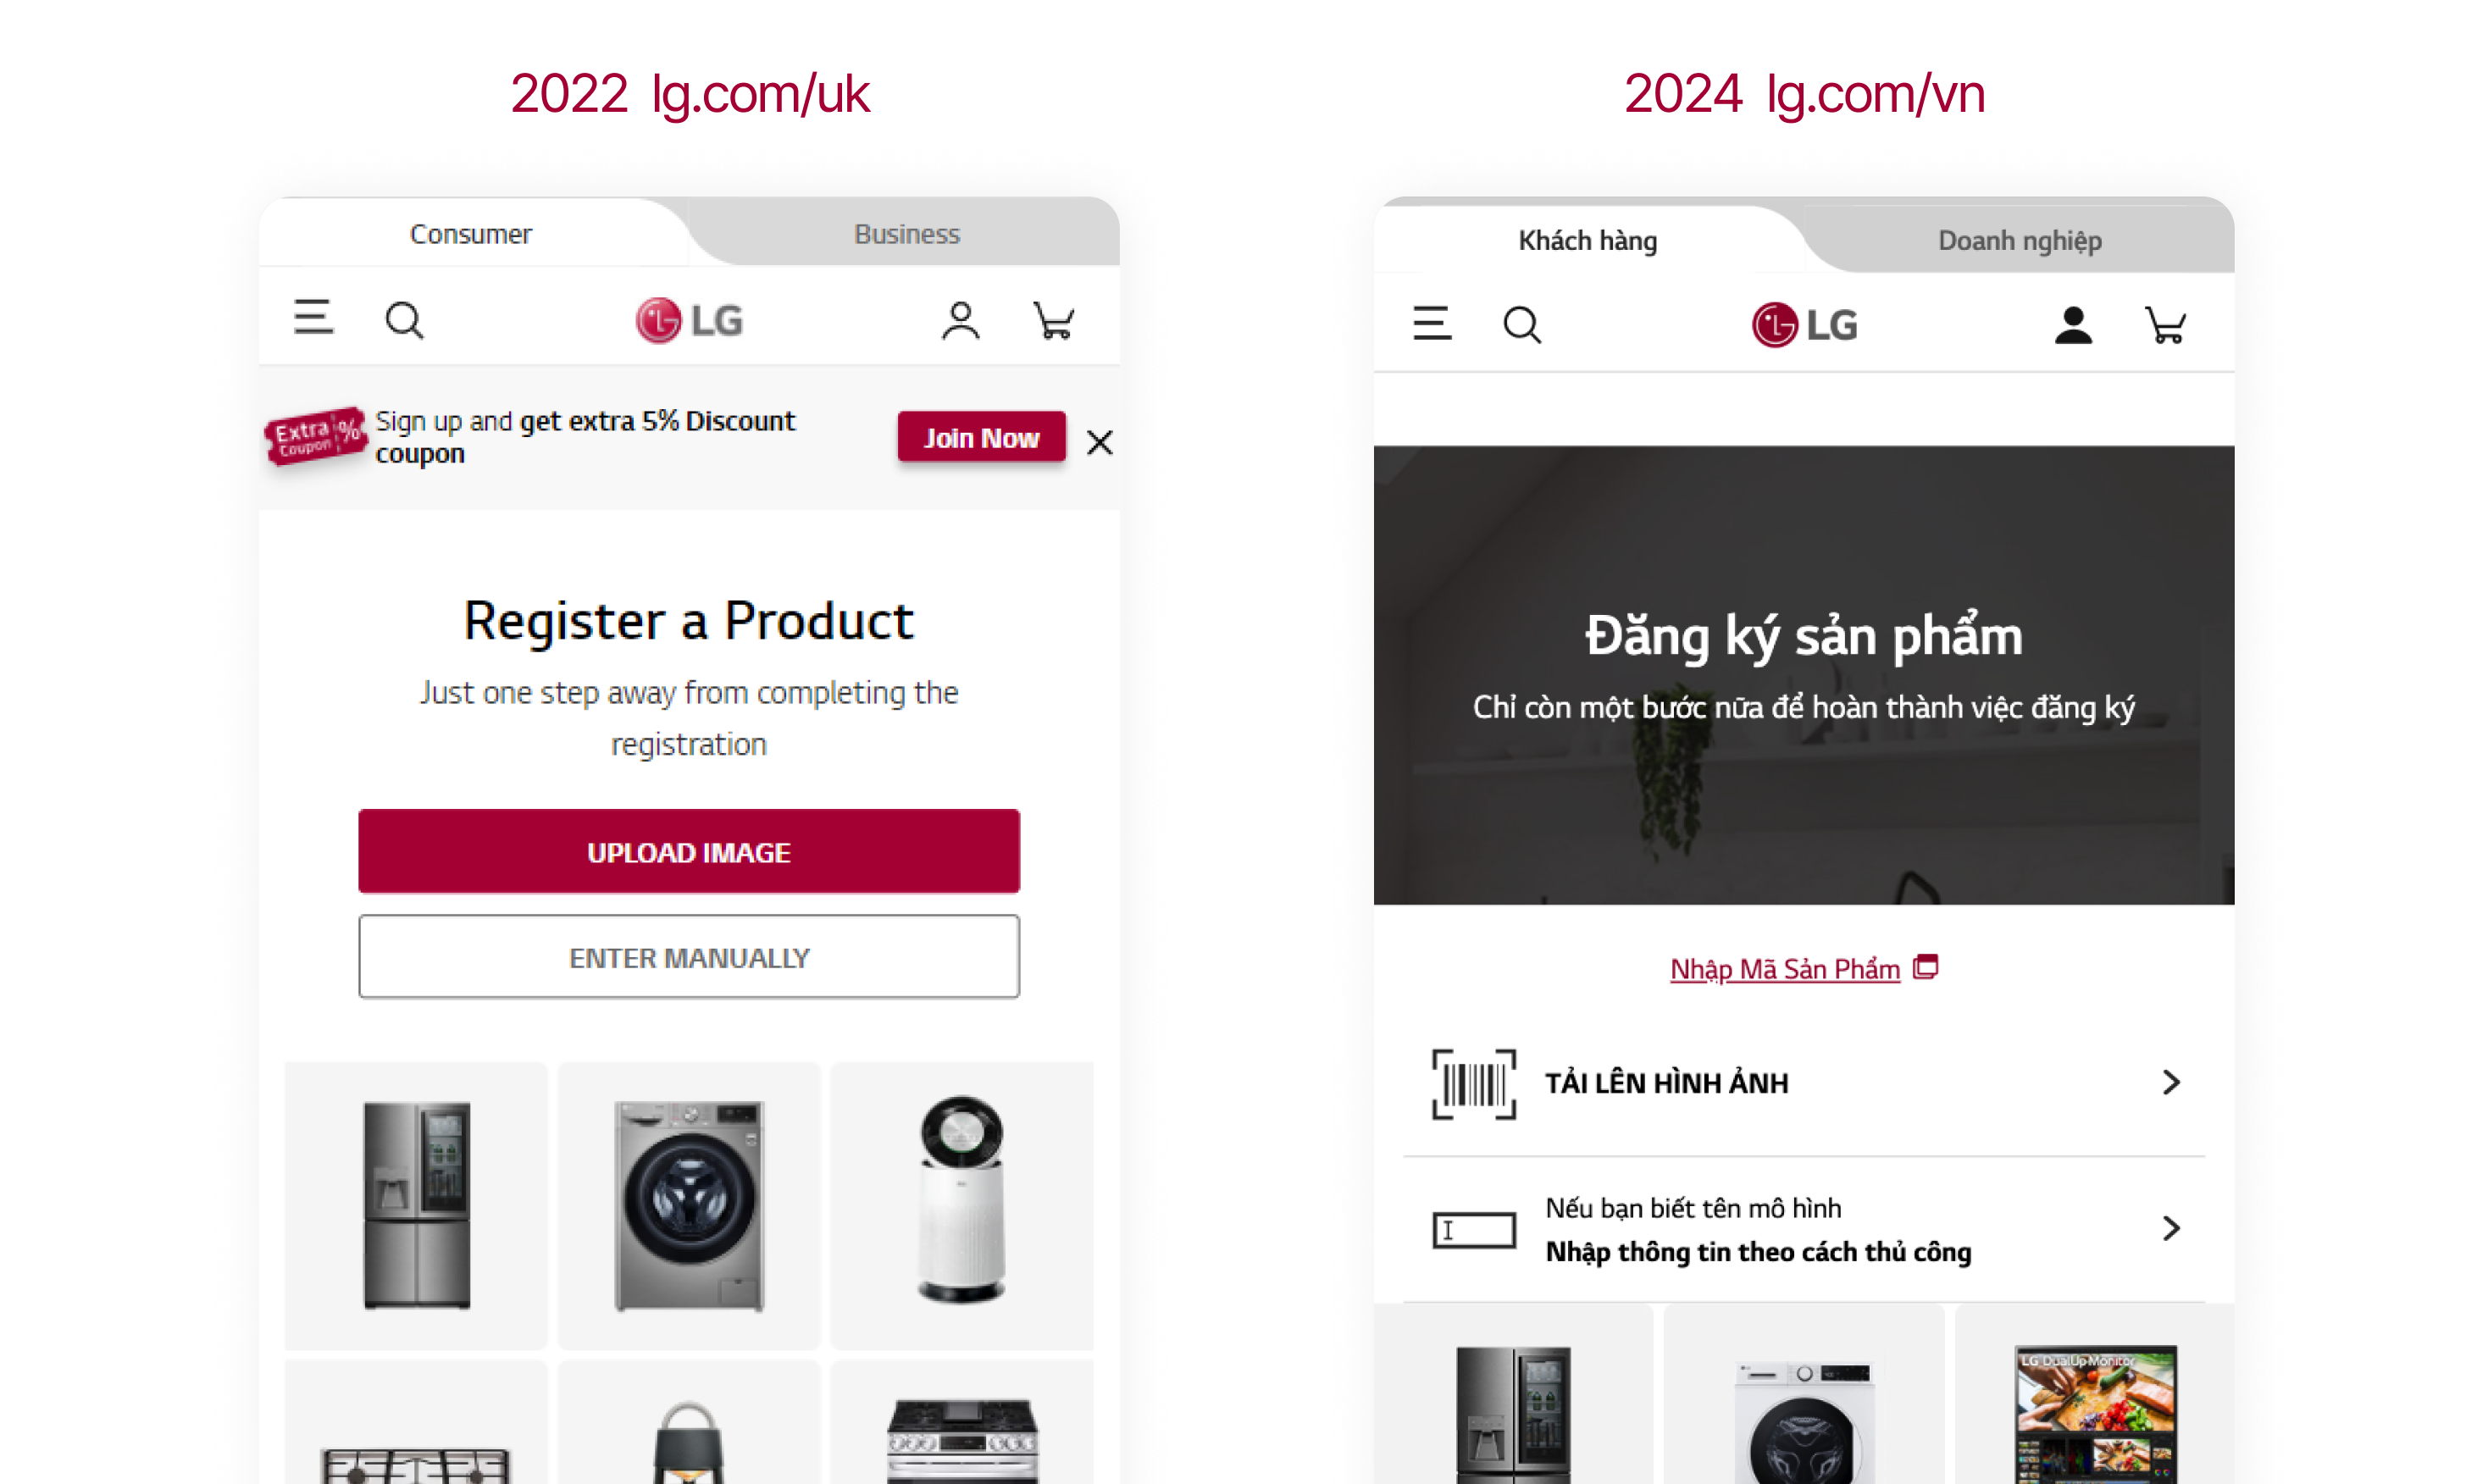 2022 lg.com/uk
Consumer
Business
LG
Extra %
Coupon
Sign up and get extra 5% Discount
coupon
Join Now
Register a Product
Just one step away from completing the
registration
UPLOAD IMAGE
ENTER MANUALLY
2024 lg.com/vn
Khách hàng
Doanh nghiệp
LG
Đăng ký sản phẩm
Chỉ còn một bước nữa để hoàn thành việc đăng ký
Nhập Mã Sản Phẩm
TẢI LÊN HÌNH ẢNH
Nếu bạn biết tên mô hình
Nhập thông tin theo cách thủ công
LG DualUp Monitor